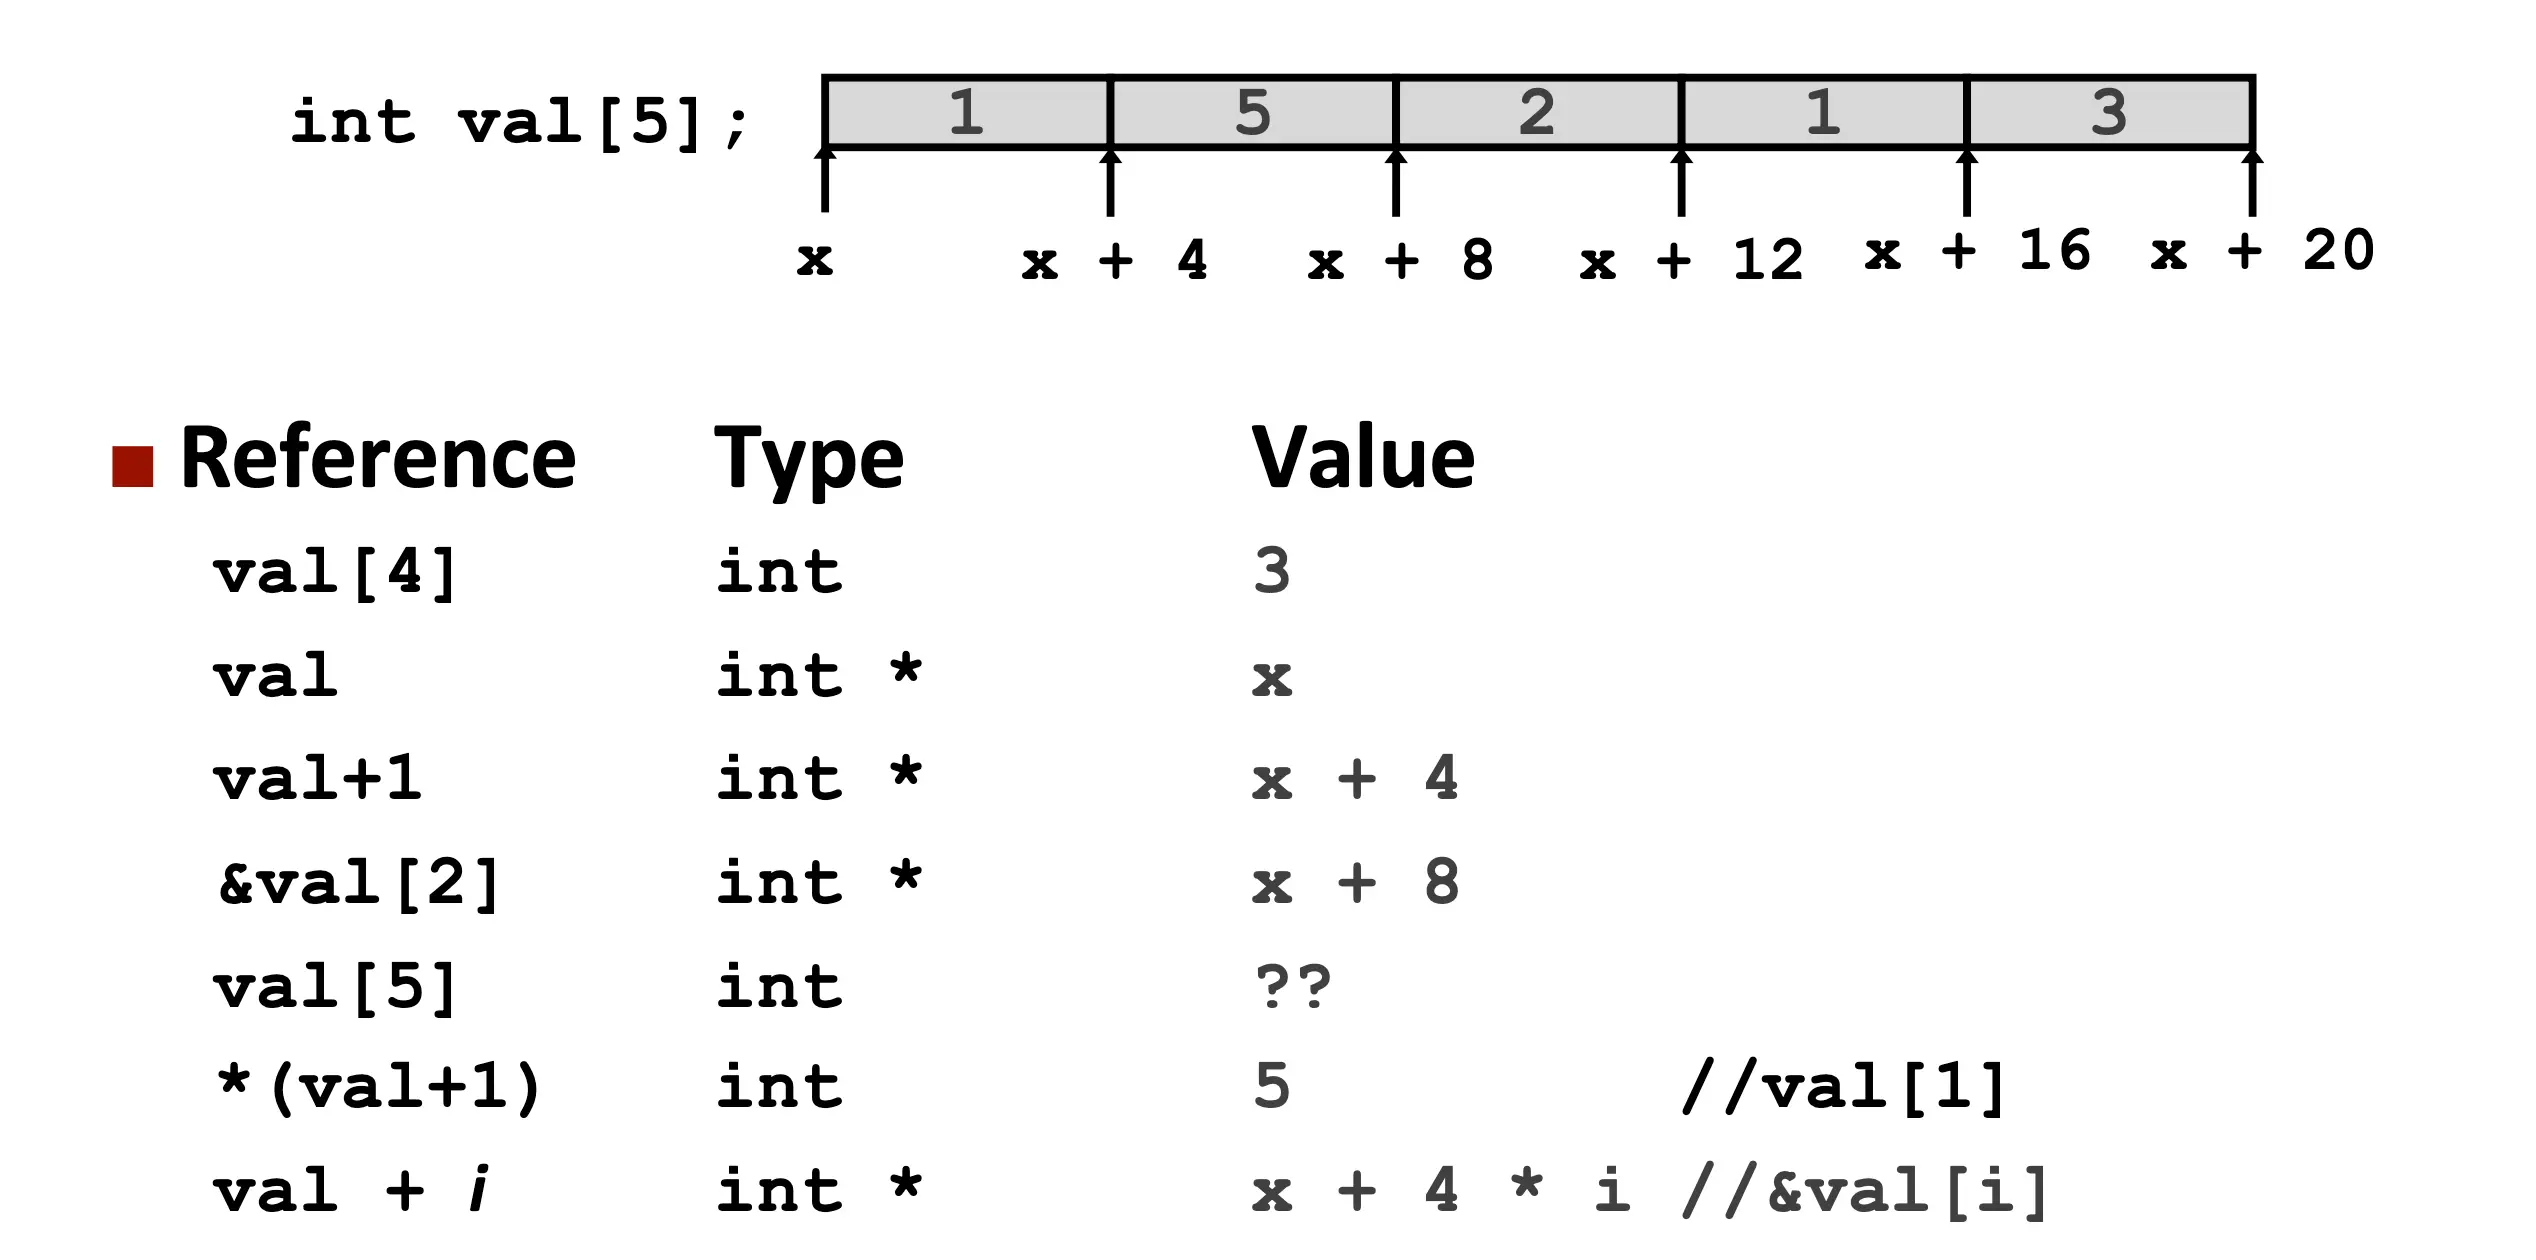 int val[5]; 1 5 2 1 3
x x + 4 x + 8 x + 12 x + 16 x + 20
Reference Type Value
val[4] int 3
val int * x
val+1 int * x + 4
&val[2] int * x + 8
val[5] int ??
*(val+1) int 5 //val[1]
val + i int * x + 4 * i //&val[i]